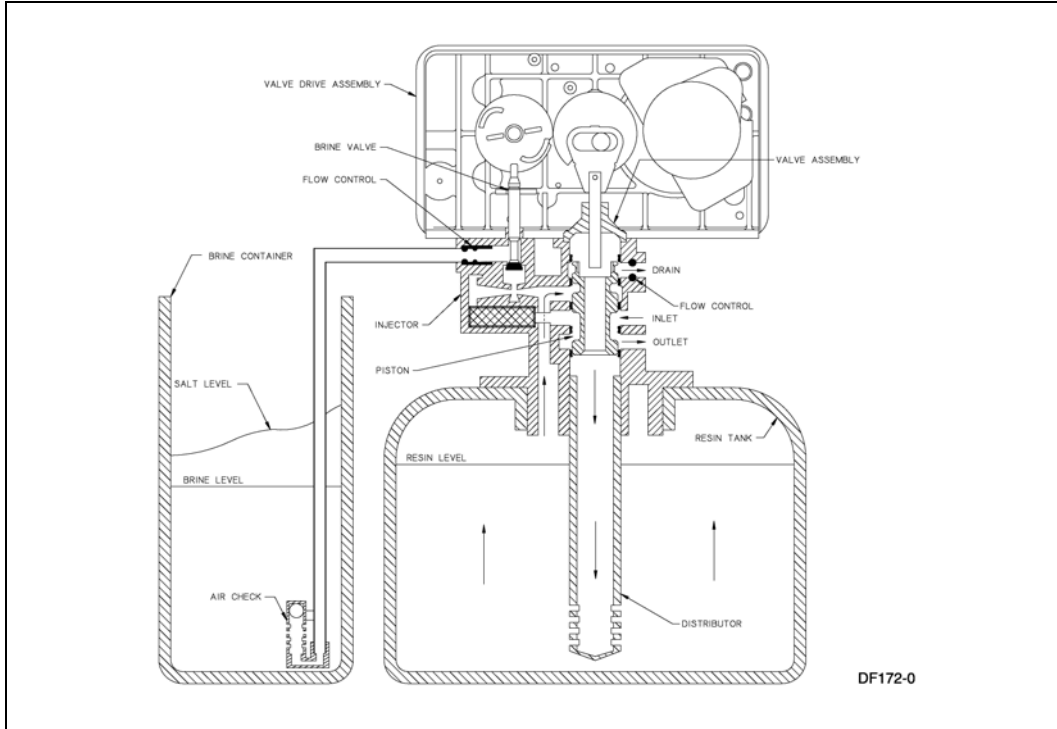 VALVE DRIVE ASSEMBLY
BRINE VALVE
VALVE ASSEMBLY
FLOW CONTROL
BRINE CONTAINER
DRAIN
FLOW CONTROL
INJECTOR
INLET
OUTLET
PISTON
SALT LEVEL
RESIN TANK
RESIN LEVEL
BRINE LEVEL
AIR CHECK
DISTRIBUTOR
DF172-0